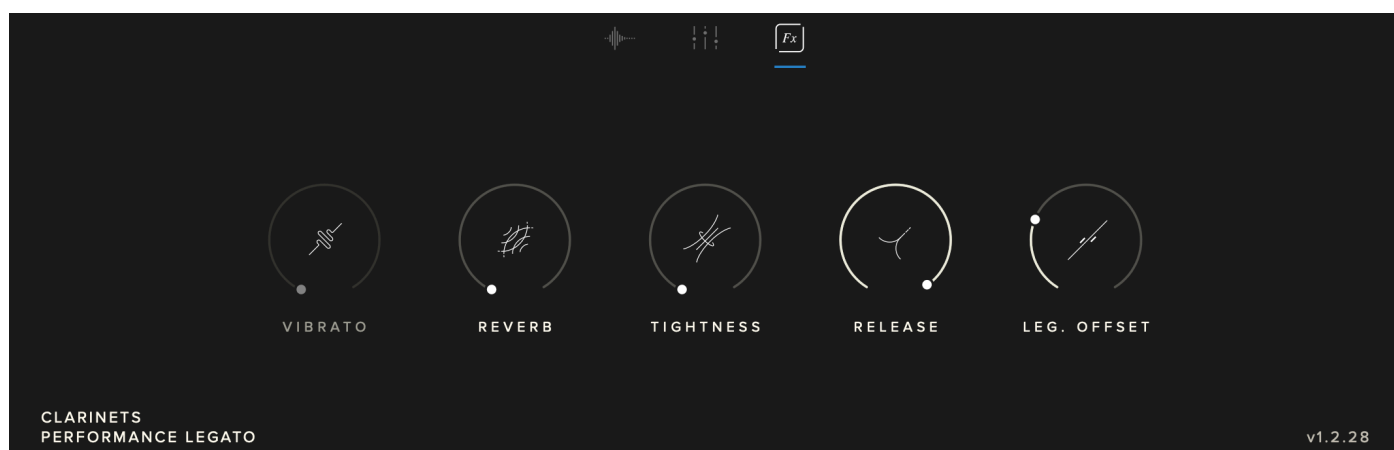 Fx
VIBRATO
REVERB
TIGHTNESS
RELEASE
LEG. OFFSET
CLARINETS
PERFORMANCE LEGATO
v1.2.28